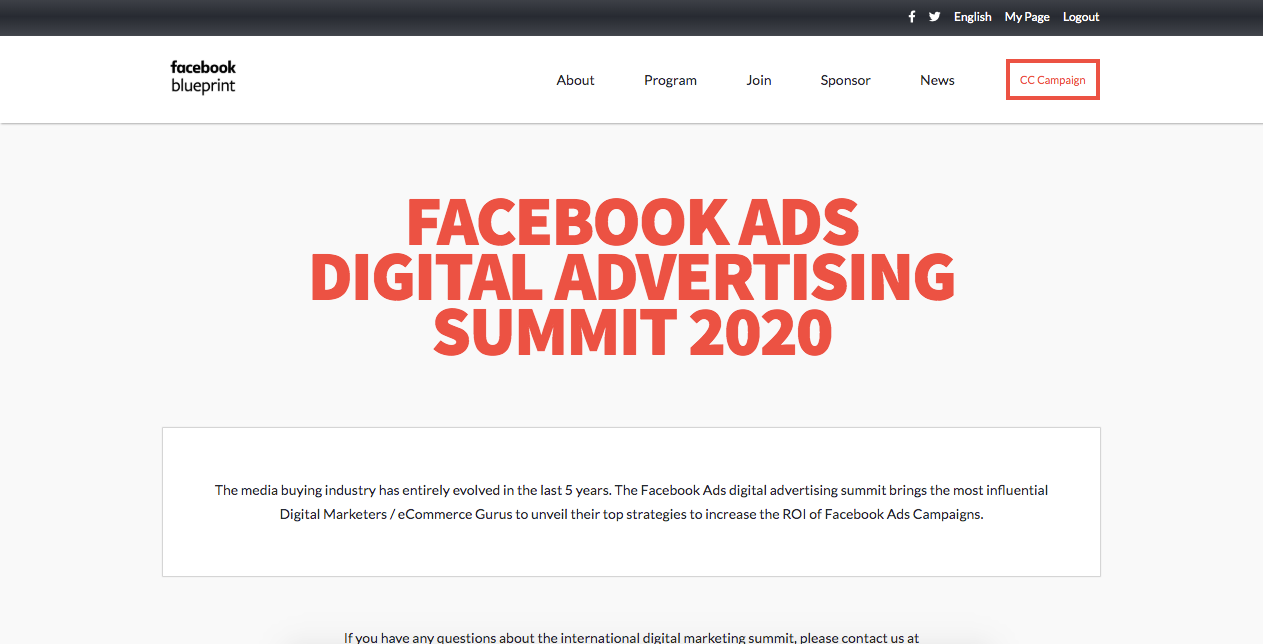 English My Page Logout
facebook
blueprint
About Program Join Sponsor News CC Campaign
FACEBOOK ADS
DIGITAL ADVERTISING
SUMMIT 2020
The media buying industry has entirely evolved in the last 5 years. The Facebook Ads digital advertising summit brings the most influential
Digital Marketers / eCommerce Gurus to unveil their top strategies to increase the ROI of Facebook Ads Campaigns.
If you have any questions about the international digital marketing summit, please contact us at